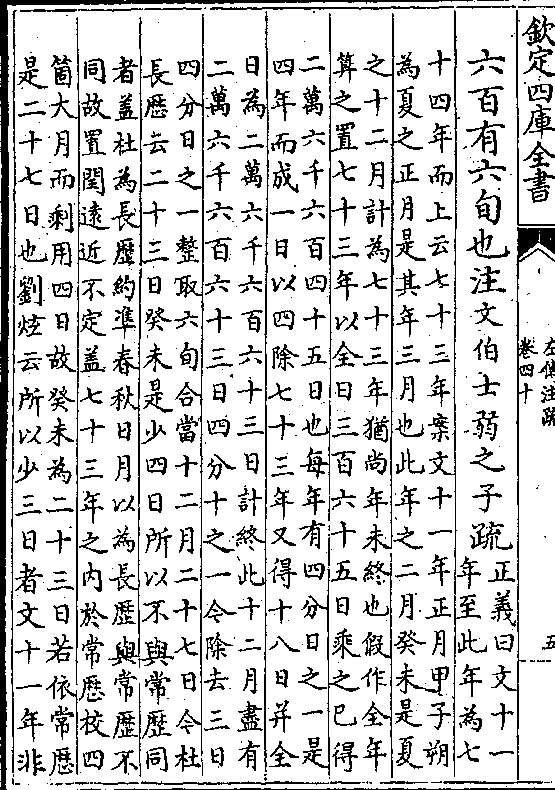 欽定四庫全書
左傳注疏
卷四十
五
六百有六旬也注文伯士弱之子疏正義曰文十一
年至此年為七
十四年而上云七十三年案文十一年正月甲子朔
為夏之正月是其年三月也此年之二月癸未是夏
之十二月計為七十三年猶尚年未終也假作全年
算之置七十三年以全日三百六十五日乘之已得
二萬六千六百四十五日也每年有四分日之一是
四年而成一日以四除七十三年又得十八日并全
日為二萬六千六百六十三日計終此十二月盡有
二萬六千六百六十三日四分十之一令除去三日
四分日之一整取六旬合當十二月二十七日今杜
長歷云二十三日癸未是少四日所以不與常歷同
者盖杜為長歷約準春秋日月以為長歷與常歷不
同故置閏遠近不定盖七十三年之内於常歷校四
箇大月而剩用四日故癸未為二十三日若依常歷
是二十七日也劉炫云所以少三日者文十一年非